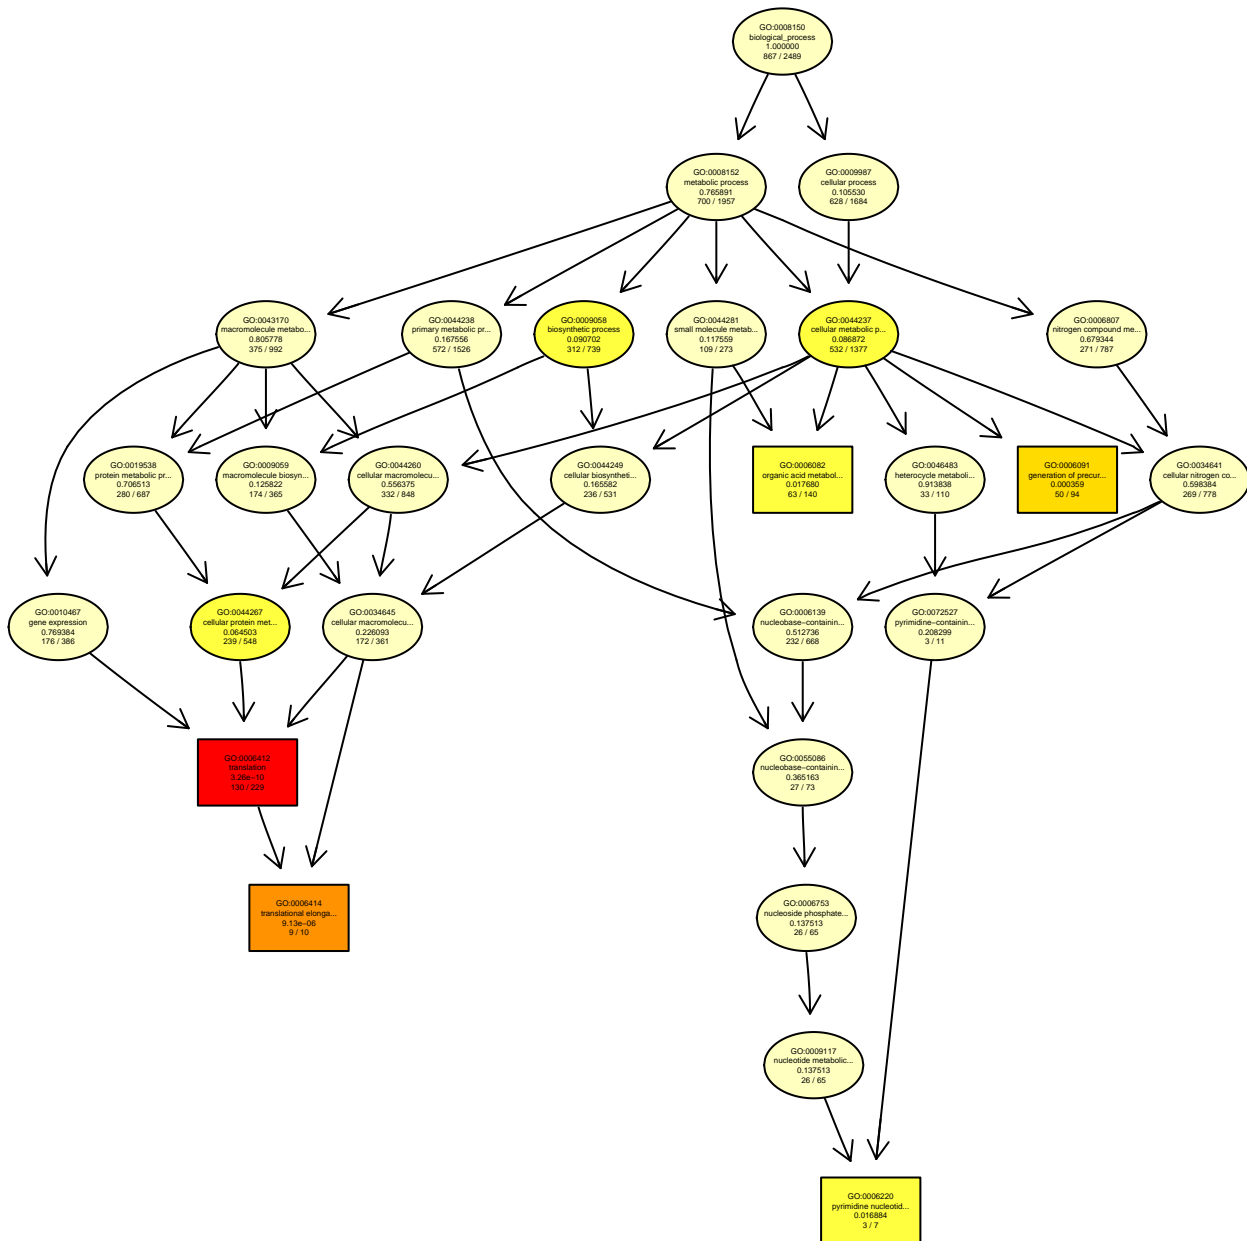 GO:0008150
biological_process
1.000000
867 / 2489
GO:0008152
metabolic process
0.765891
700 / 1957
GO:0009987
cellular process
0.105530
628 / 1684
GO:0043170
macromolecule metabo...
0.805778
375 / 992
GO:0044238
primary metabolic pr...
0.167556
572 / 1526
GO:0009058
biosynthetic process
0.090702
312 / 739
GO:0044281
small molecule metab...
0.117559
109 / 273
GO:0044237
cellular metabolic p...
0.086872
532 / 1377
GO:0006807
nitrogen compound me...
0.679344
271 / 787
GO:0019538
protein metabolic pr...
0.706513
280 / 687
GO:0009059
macromolecule biosyn...
0.125822
174 / 365
GO:0044260
cellular macromolecu...
0.556375
332 / 848
GO:0044249
cellular biosyntheti...
0.165582
236 / 531
GO:0006082
organic acid metabol...
0.017680
63 / 140
GO:0046483
heterocycle metaboli...
0.913838
33 / 110
GO:0006091
generation of precur...
0.000359
50 / 94
GO:0034641
cellular nitrogen co...
0.598384
269 / 778
GO:0010467
gene expression
0.769384
176 / 386
GO:0044267
cellular protein met...
0.064503
239 / 548
GO:0034645
cellular macromolecu...
0.226093
172 / 361
GO:0006139
nucleobase−containin...
0.512736
232 / 668
GO:0072527
pyrimidine−containin...
0.208299
3 / 11
GO:0006412
translation
3.26e−10
130 / 229
GO:0055086
nucleobase−containin...
0.365163
27 / 73
GO:0006414
translational elonga...
9.13e−06
9 / 10
GO:0006753
nucleoside phosphate...
0.137513
26 / 65
GO:0009117
nucleotide metabolic...
0.137513
26 / 65
GO:0006220
pyrimidine nucleotid...
0.016884
3 / 7